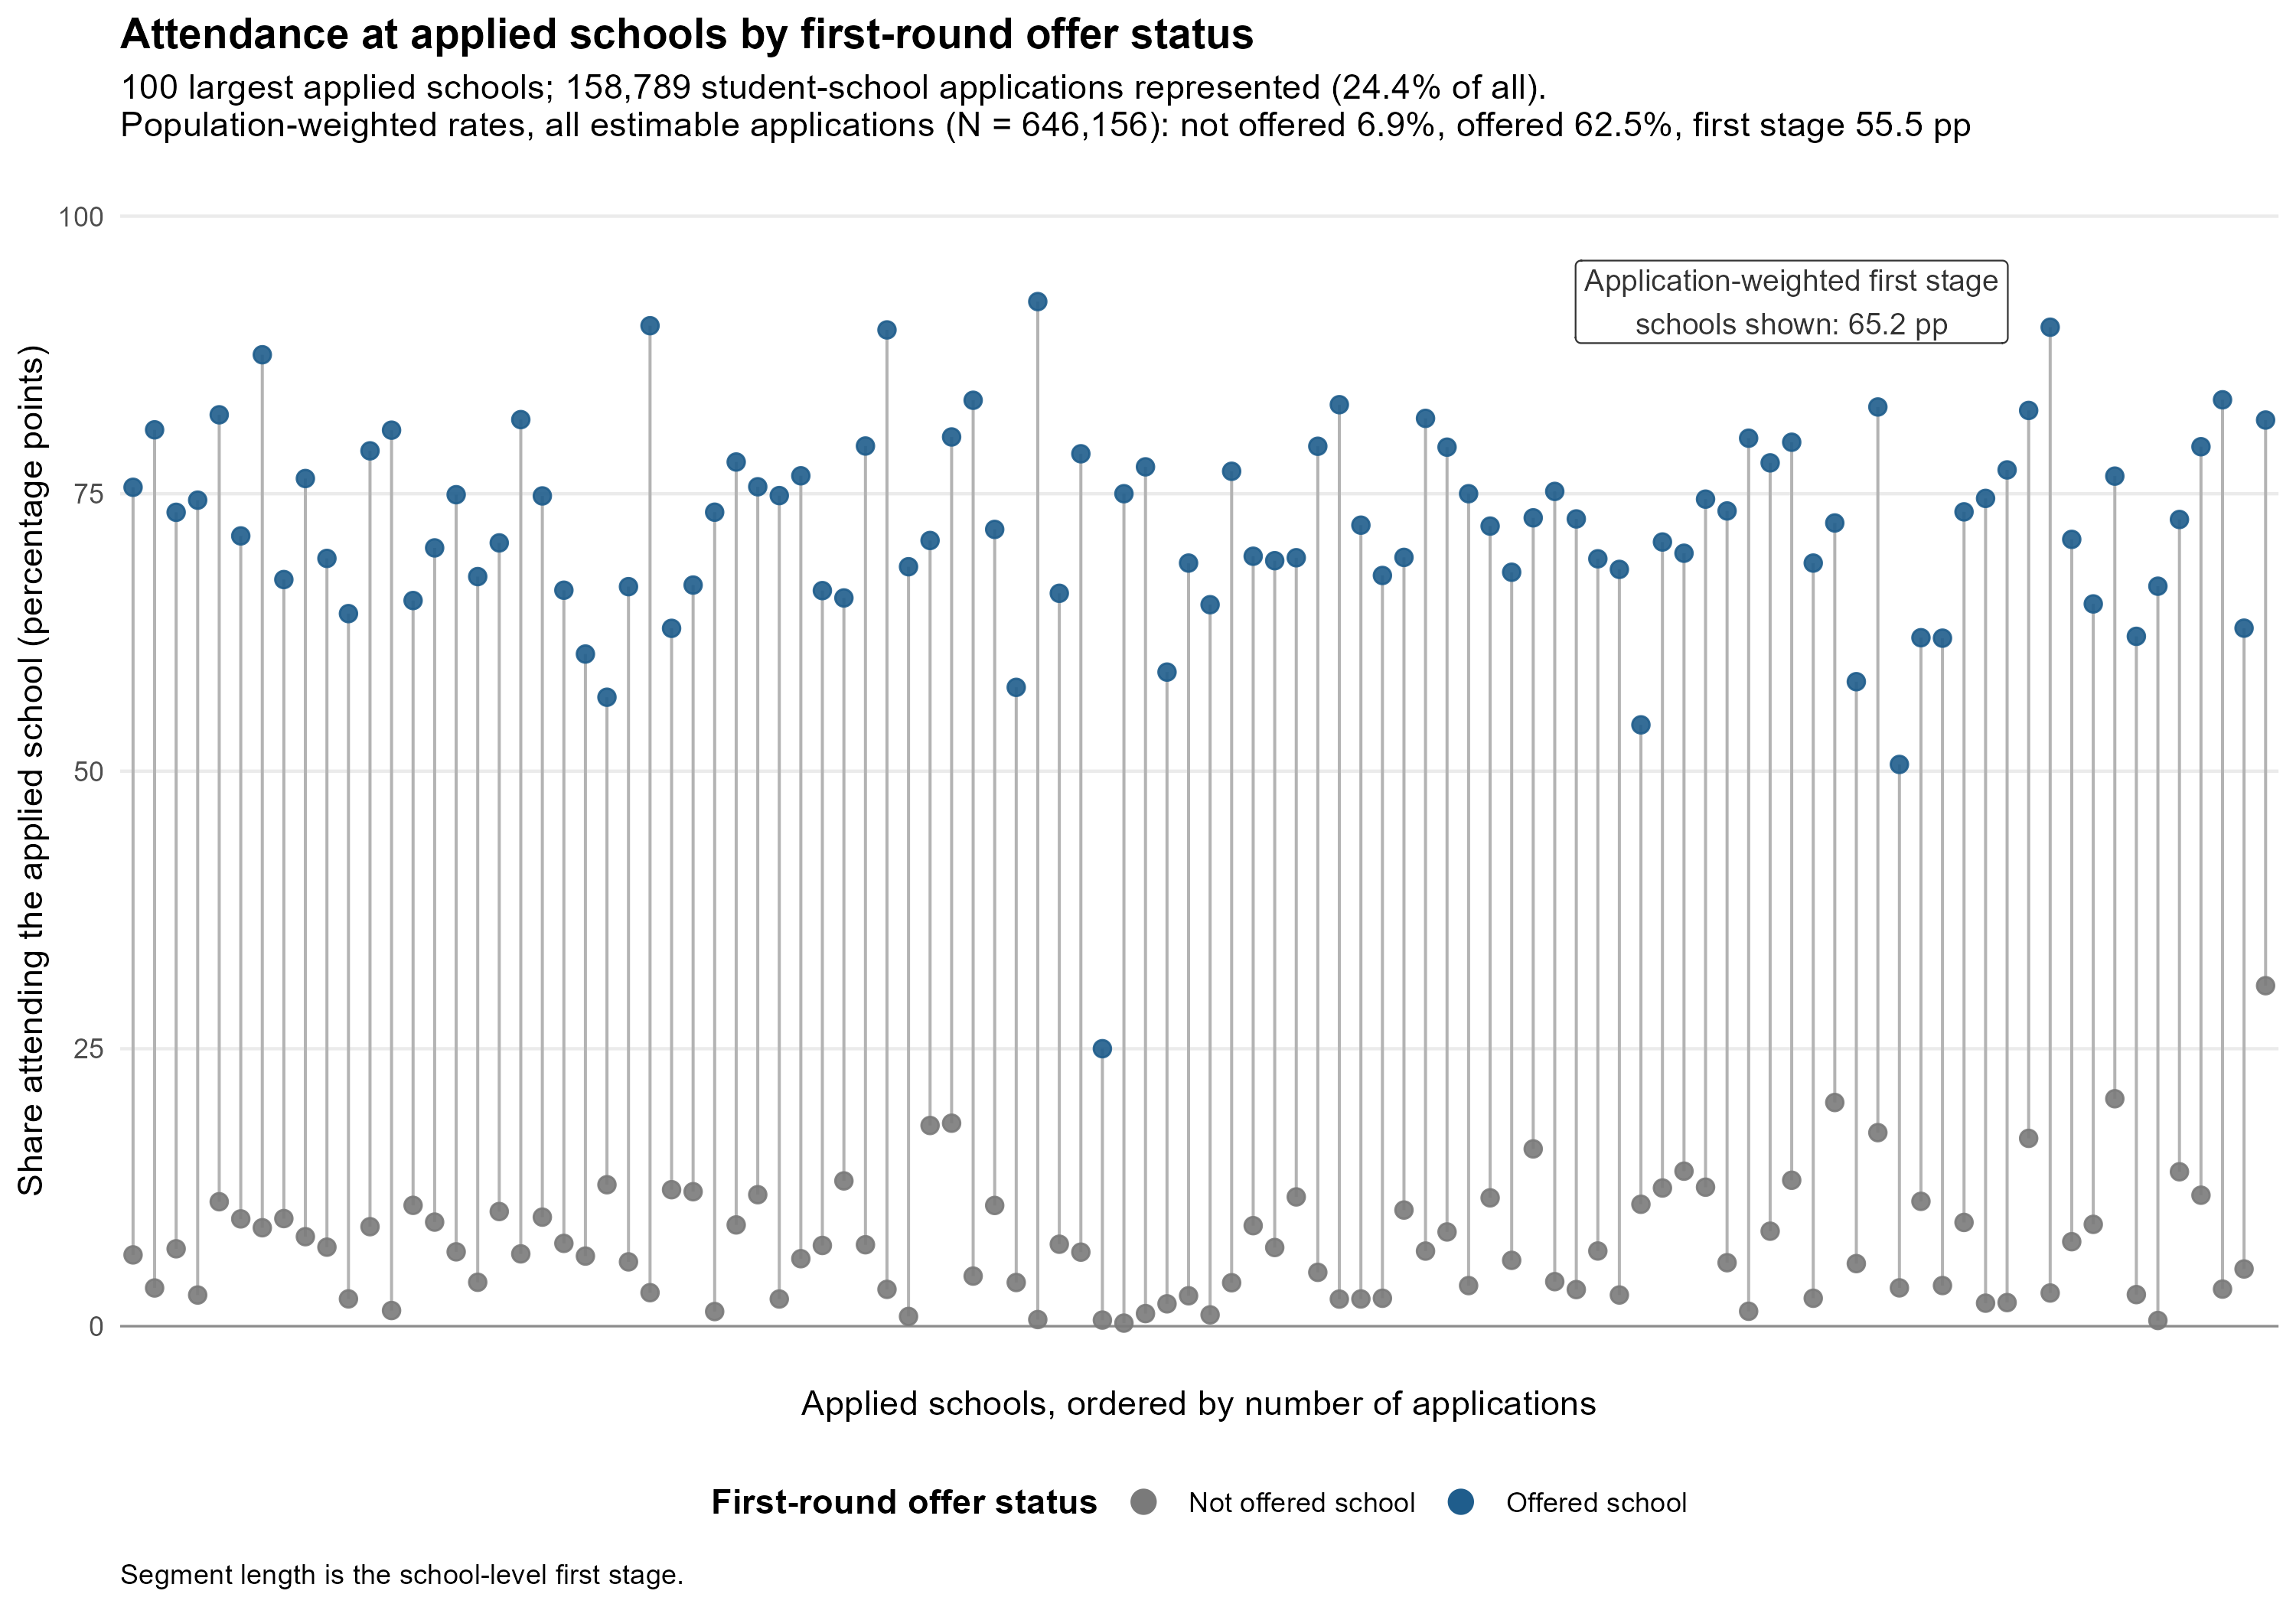 Attendance at applied schools by first-round offer status
100 largest applied schools; 158,789 student-school applications represented (24.4% of all).
Population-weighted rates, all estimable applications (N = 646,156): not offered 6.9%, offered 62.5%, first stage 55.5 pp
Share attending the applied school (percentage points)
100
75
50
25
0
Application-weighted first stage
schools shown: 65.2 pp
Applied schools, ordered by number of applications
First-round offer status Not offered school Offered school
Segment length is the school-level first stage.